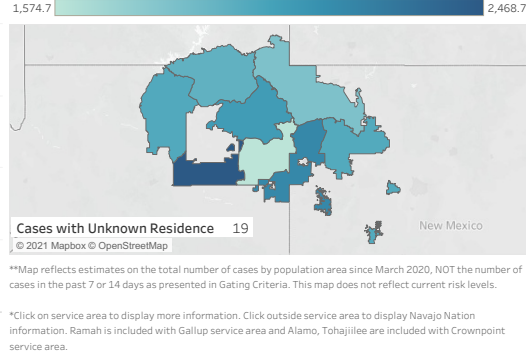 1,574.7 2,468.7
New Mexico
Cases with Unknown Residence 19
© 2021 Mapbox © OpenStreetMap
**Map reflects estimates on the total number of cases by population area since March 2020, NOT the number of
cases in the past 7 or 14 days as presented in Gating Criteria. This map does not reflect current risk levels.
*Click on service area to display more information. Click outside service area to display Navajo Nation
information. Ramah is included with Gallup service area and Alamo, Tohajiilee are included with Crownpoint
service area.